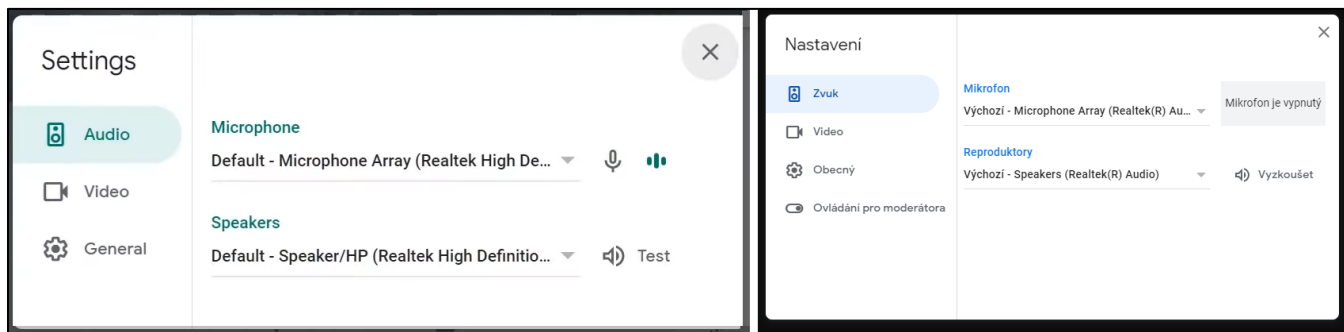 Settings
Audio
Video
General
Microphone
Default - Microphone Array (Realtek High De...
Speakers
Default - Speaker/HP (Realtek High Definitio...
Test
Nastavení
Zvuk
Video
Obecný
Ovládání pro moderátora
Mikrofon
Výchozí - Microphone Array (Realtek(R) Au...
Mikrofon je vypnutý
Reproduktory
Výchozí - Speakers (Realtek(R) Audio)
Vyzkoušet